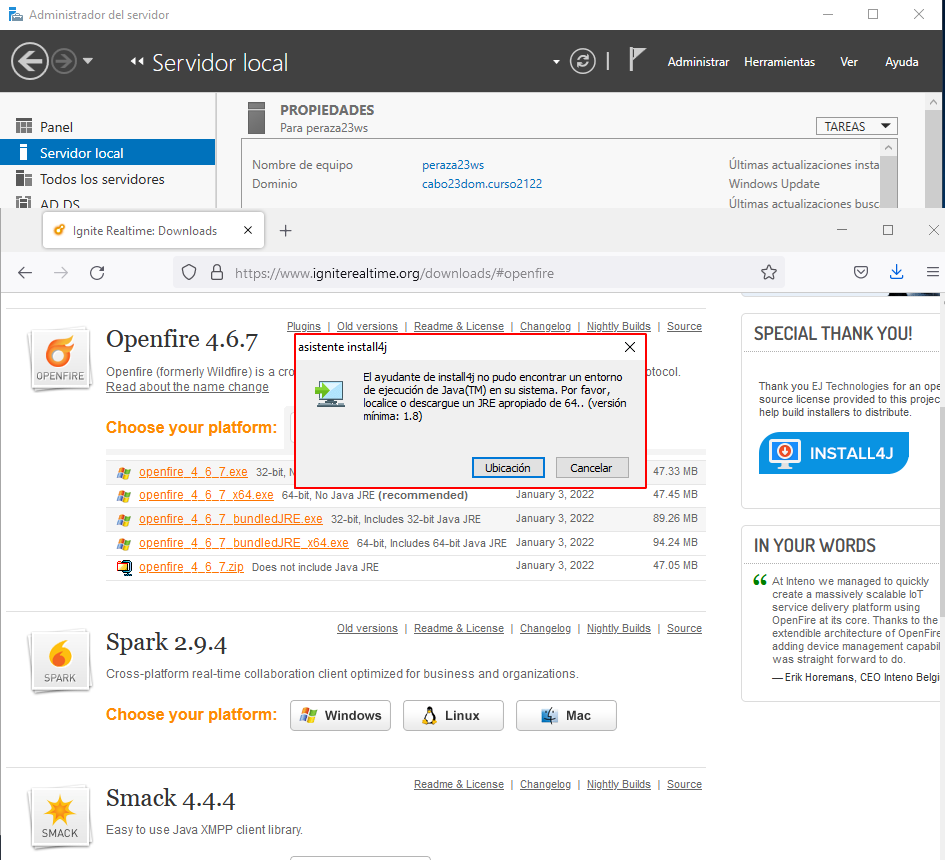 Administrador del servidor
Servidor local
Administrar Herramientas Ver Ayuda
Panel
Servidor local
Todos los servidores
AD DS
PROPIEDADES
Para peraza23ws
TAREAS
Nombre de equipo peraza23ws
Dominio cabo23dom.curso2122
Últimas actualizaciones insta
Windows Update
Últimas actualizaciones busc
Ignite Realtime: Downloads
https://www.igniterealtime.org/downloads/#openfire
OPENFIRE
Openfire 4.6.7
Plugins | Old versions | Readme & License | Changelog | Nightly Builds | Source
Openfire (formerly Wildfire) is a cro
tocol.
Read about the name change
Choose your platform:
asistente install4j
El ayudante de install4j no pudo encontrar un entorno
de ejecución de Java(TM) en su sistema. Por favor,
localice o descargue un JRE apropiado de 64.. (versión
mínima: 1.8)
Ubicación Cancelar
openfire_4_6_7.exe 32-bit, N 47.33 MB
openfire_4_6_7_x64.exe 64-bit, No Java JRE (recommended) January 3, 2022 47.45 MB
openfire_4_6_7_bundledJRE.exe 32-bit, Includes 32-bit Java JRE January 3, 2022 89.26 MB
openfire_4_6_7_bundledJRE_x64.exe 64-bit, Includes 64-bit Java JRE January 3, 2022 94.24 MB
openfire_4_6_7.zip Does not include Java JRE January 3, 2022 47.05 MB
SPARK
Spark 2.9.4
Old versions | Readme & License | Changelog | Nightly Builds | Source
Cross-platform real-time collaboration client optimized for business and organizations.
Choose your platform:
Windows Linux Mac
SMACK
Smack 4.4.4
Readme & License | Changelog | Nightly Builds | Source
Easy to use Java XMPP client library.
SPECIAL THANK YOU!
Thank you EJ Technologies for an ope
source license provided to this projec
help build installers to distribute.
INSTALL4J
IN YOUR WORDS
At Inteno we managed to quickly
create a massively scalable IoT
service delivery platform using
OpenFire at its core. Thanks to the
extendible architecture of OpenFire
adding device management capabil
was straight forward to do.
— Erik Horemans, CEO Inteno Belgi